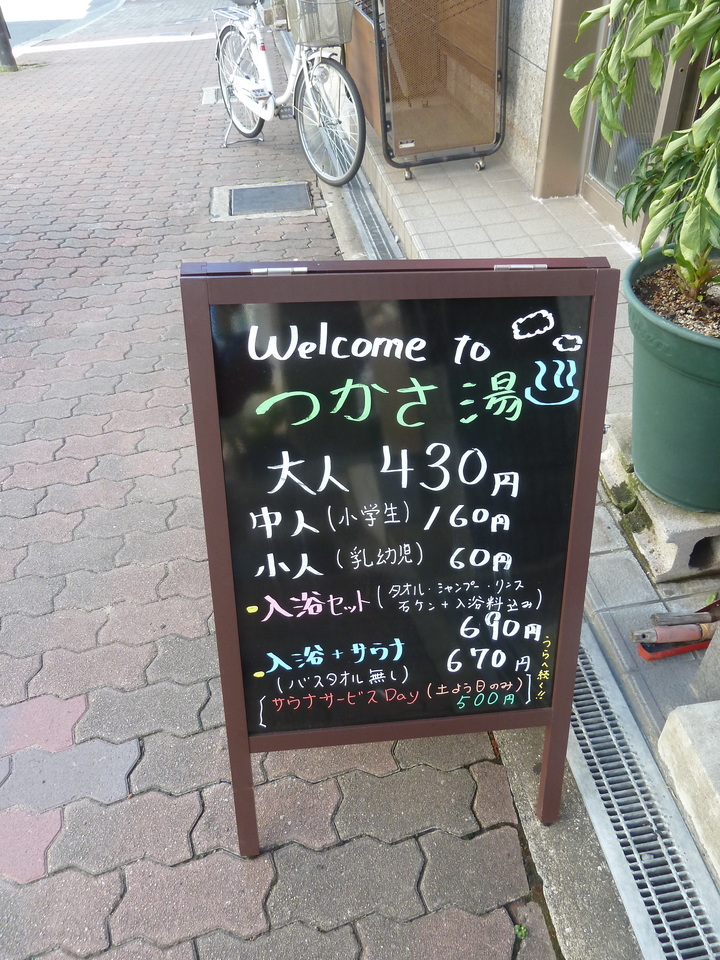 Welcome to
つかさ湯
大人 430円
中人(小学生) 160円
小人(乳幼児) 60円
入浴セット(タオル・シャンプー・リンス
石ケン+入浴料込み)
690円
入浴+サウナ 670円
(バスタオル無し)
[サウナサービスDay(土よう日のみ)
500円]
うらへ続く!!